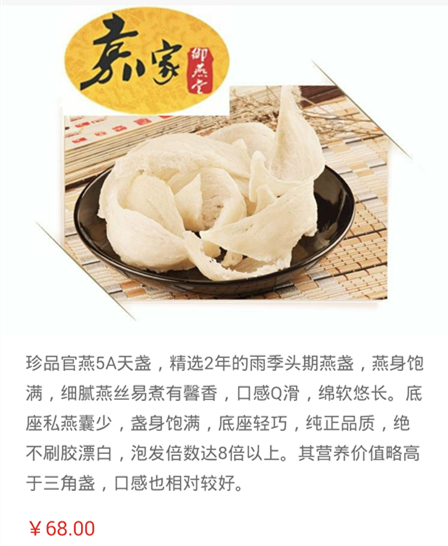 嘉家
御燕堂
珍品官燕5A天盏，精选2年的雨季头期燕盏，燕身饱
满，细腻燕丝易煮有馨香，口感Q滑，绵软悠长。底
座私燕囊少，盏身饱满，底座轻巧，纯正品质，绝
不刷胶漂白，泡发倍数达8倍以上。其营养价值略高
于三角盏，口感也相对较好。
￥68.00